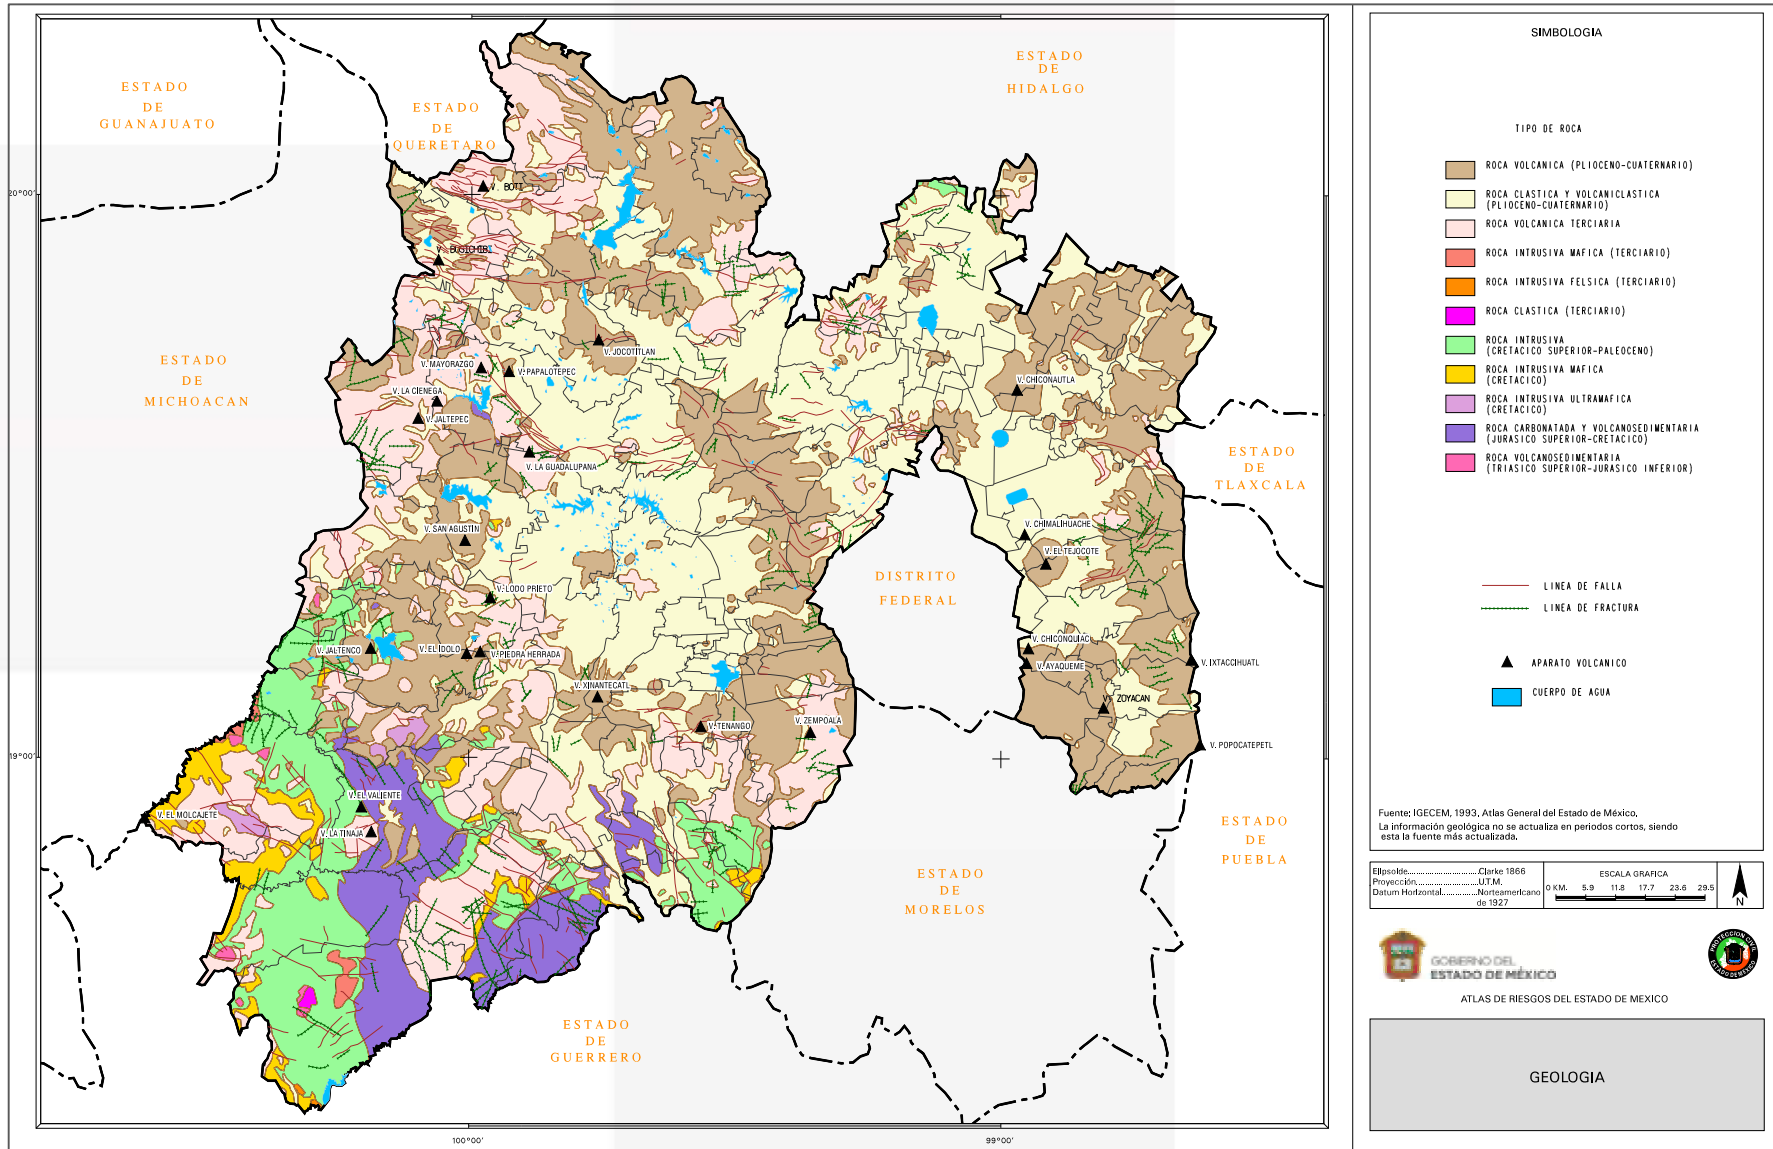 ESTADO
DE
GUANAJUATO
ESTADO
DE
QUERETARO
ESTADO
DE
HIDALGO
ESTADO
DE
MICHOACAN
ESTADO
DE
TLAXCALA
DISTRITO
FEDERAL
ESTADO
DE
PUEBLA
ESTADO
DE
MORELOS
ESTADO
DE
GUERRERO
20°00'
19°00'
100°00'
99°00'
V. BOTI
V. JOCOTITLAN
V. MAYORAZGO
V. PAPALOTEPEC
V. LA CIENEGA
V. JALTEPEC
V. LA GUADALUPANA
V. CHICONAUTLA
V. SAN AGUSTIN
V. CHIMALIHUACHE
V. EL TEJOCOTE
V. LODO PRIETO
V. JALTENCO
V. EL IDOLO
V. PIEDRA HERRADA
V. CHICONQUIAC
V. AYAQUEME
V. IXTACCIHUATL
V. XINANTECATL
V. ZOYACAN
V. TENANGO
V. ZEMPOALA
V. POPOCATEPETL
V. EL VALIENTE
V. EL MOLCAJETE
V. LA TINAJA
SIMBOLOGIA
TIPO DE ROCA
ROCA VOLCANICA (PLIOCENO-CUATERNARIO)
ROCA CLASTICA Y VOLCANICLASTICA
(PLIOCENO-CUATERNARIO)
ROCA VOLCANICA TERCIARIA
ROCA INTRUSIVA MAFICA (TERCIARIO)
ROCA INTRUSIVA FELSICA (TERCIARIO)
ROCA CLASTICA (TERCIARIO)
ROCA INTRUSIVA
(CRETACICO SUPERIOR-PALEOCENO)
ROCA INTRUSIVA MAFICA
(CRETACICO)
ROCA INTRUSIVA ULTRAMAFICA
(CRETACICO)
ROCA CARBONATADA Y VOLCANOSEDIMENTARIA
(JURASICO SUPERIOR-CRETACICO)
ROCA VOLCANOSEDIMENTARIA
(TRIASICO SUPERIOR-JURASICO INFERIOR)
LINEA DE FALLA
LINEA DE FRACTURA
APARATO VOLCANICO
CUERPO DE AGUA
Fuente: IGECEM, 1993, Atlas General del Estado de México,
La información geológica no se actualiza en periodos cortos, siendo
esta la fuente más actualizada.
Elipsoide..................Clarke 1866
Proyección................U.T.M.
Datum Horizontal.........Norteamericano
de 1927
ESCALA GRAFICA
0 KM. 5.9 11.8 17.7 23.6 29.5
N
GOBIERNO DEL
ESTADO DE MÉXICO
PROTECCION CIVIL
ESTADO DE MEXICO
ATLAS DE RIESGOS DEL ESTADO DE MEXICO
GEOLOGIA